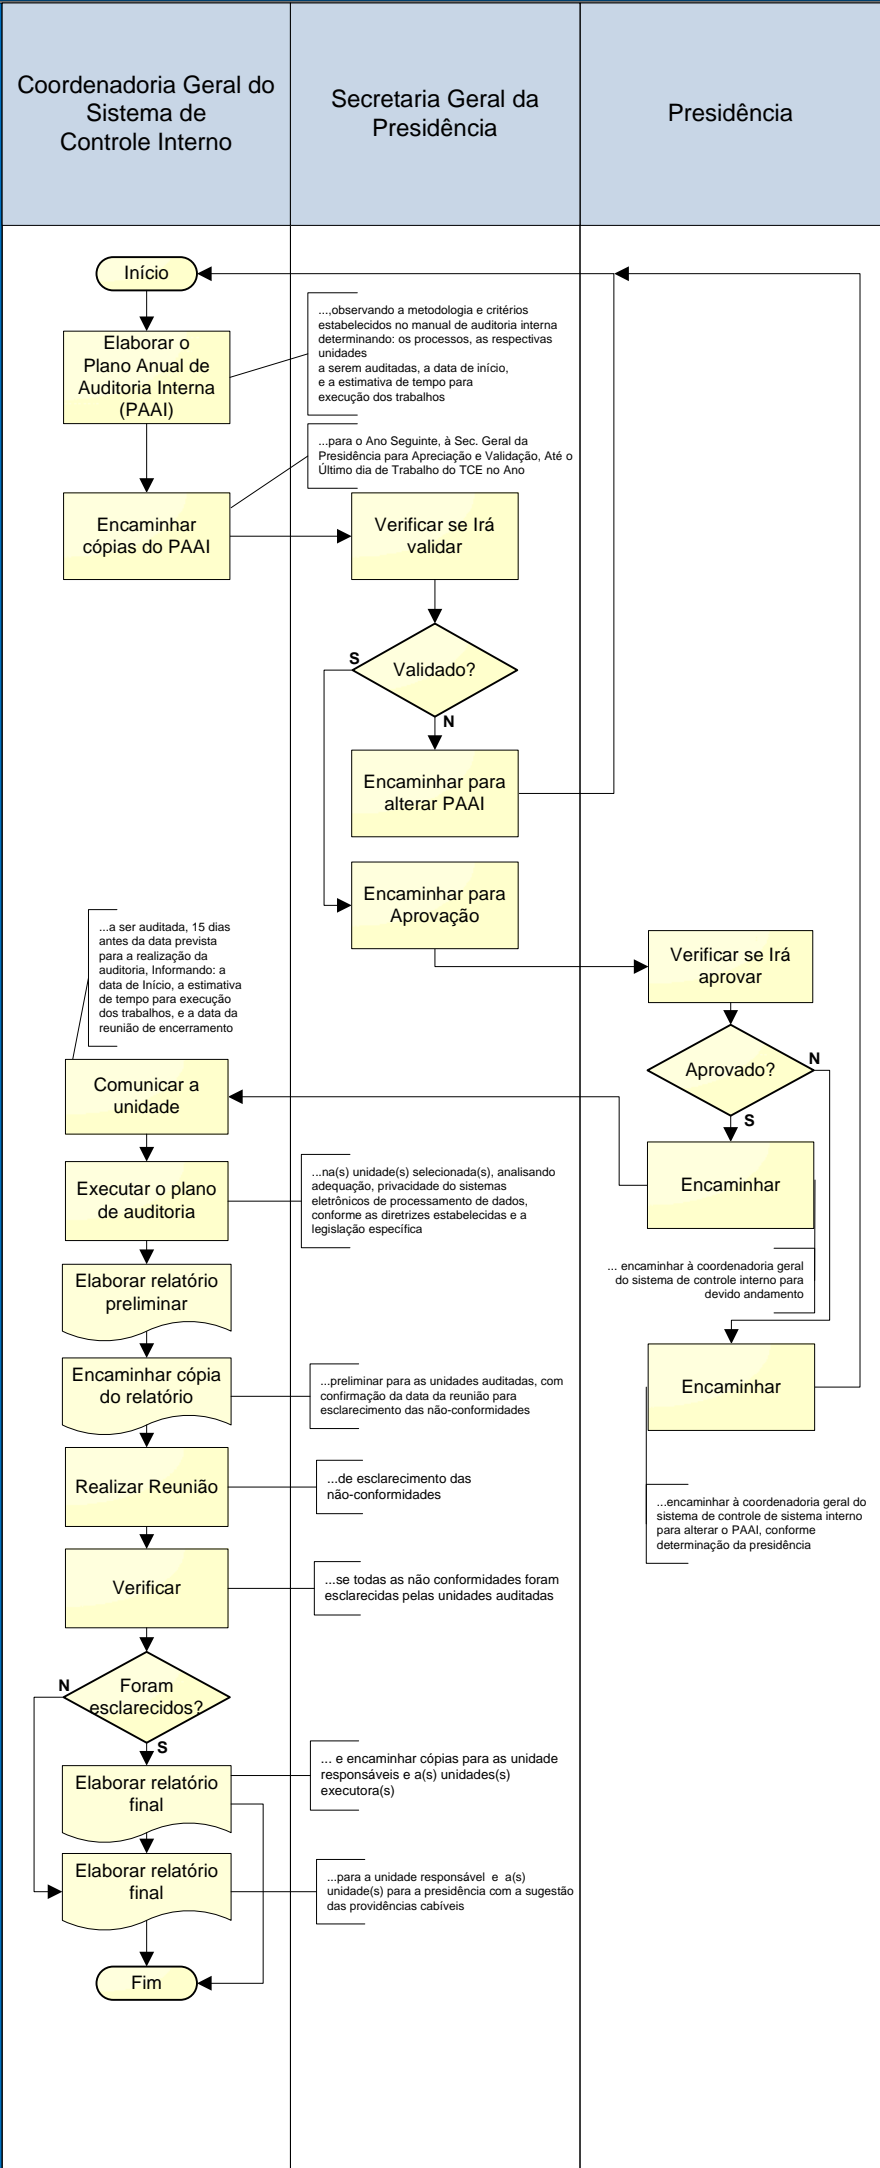 Coordenadoria Geral do
Sistema de
Controle Interno
Secretaria Geral da
Presidência
Presidência
Início
...,observando a metodologia e critérios
estabelecidos no manual de auditoria interna
determinando: os processos, as respectivas
unidades
a serem auditadas, a data de início,
e a estimativa de tempo para
execução dos trabalhos
Elaborar o
Plano Anual de
Auditoria Interna
(PAAI)
...para o Ano Seguinte, à Sec. Geral da
Presidência para Apreciação e Validação, Até o
Último dia de Trabalho do TCE no Ano
Encaminhar
cópias do PAAI
Verificar se Irá
validar
S
Validado?
N
Encaminhar para
alterar PAAI
Encaminhar para
Aprovação
...a ser auditada, 15 dias
antes da data prevista
para a realização da
auditoria, Informando: a
data de Início, a estimativa
de tempo para execução
dos trabalhos, e a data da
reunião de encerramento
Verificar se Irá
aprovar
Aprovado?
N
S
Comunicar a
unidade
Executar o plano
de auditoria
...na(s) unidade(s) selecionada(s), analisando
adequação, privacidade do sistemas
eletrônicos de processamento de dados,
conforme as diretrizes estabelecidas e a
legislação específica
Encaminhar
... encaminhar à coordenadoria geral
do sistema de controle interno para
devido andamento
Elaborar relatório
preliminar
Encaminhar cópia
do relatório
...preliminar para as unidades auditadas, com
confirmação da data da reunião para
esclarecimento das não-conformidades
Encaminhar
Realizar Reunião
...de esclarecimento das
não-conformidades
...encaminhar à coordenadoria geral do
sistema de controle de sistema interno
para alterar o PAAI, conforme
determinação da presidência
Verificar
...se todas as não conformidades foram
esclarecidas pelas unidades auditadas
N
Foram
esclarecidos?
S
Elaborar relatório
final
... e encaminhar cópias para as unidade
responsáveis e a(s) unidades(s)
executora(s)
Elaborar relatório
final
...para a unidade responsável  e  a(s)
unidade(s) para a presidência com a sugestão
das providências cabíveis
Fim